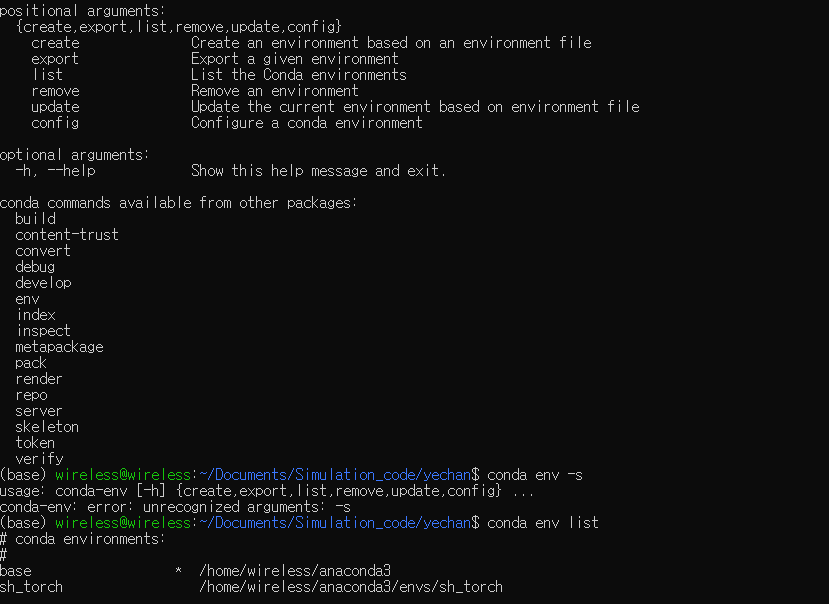 positional arguments:
  {create,export,list,remove,update,config}
    create              Create an environment based on an environment file
    export              Export a given environment
    list                List the Conda environments
    remove              Remove an environment
    update              Update the current environment based on environment file
    config              Configure a conda environment

optional arguments:
  -h, --help            Show this help message and exit.

conda commands available from other packages:
  build
  content-trust
  convert
  debug
  develop
  env
  index
  inspect
  metapackage
  pack
  render
  repo
  server
  skeleton
  token
  verify
(base) wireless@wireless:~/Documents/Simulation_code/yechan$ conda env -s
usage: conda-env [-h] {create,export,list,remove,update,config} ...
conda-env: error: unrecognized arguments: -s
(base) wireless@wireless:~/Documents/Simulation_code/yechan$ conda env list
# conda environments:
#
base                  *  /home/wireless/anaconda3
sh_torch                 /home/wireless/anaconda3/envs/sh_torch